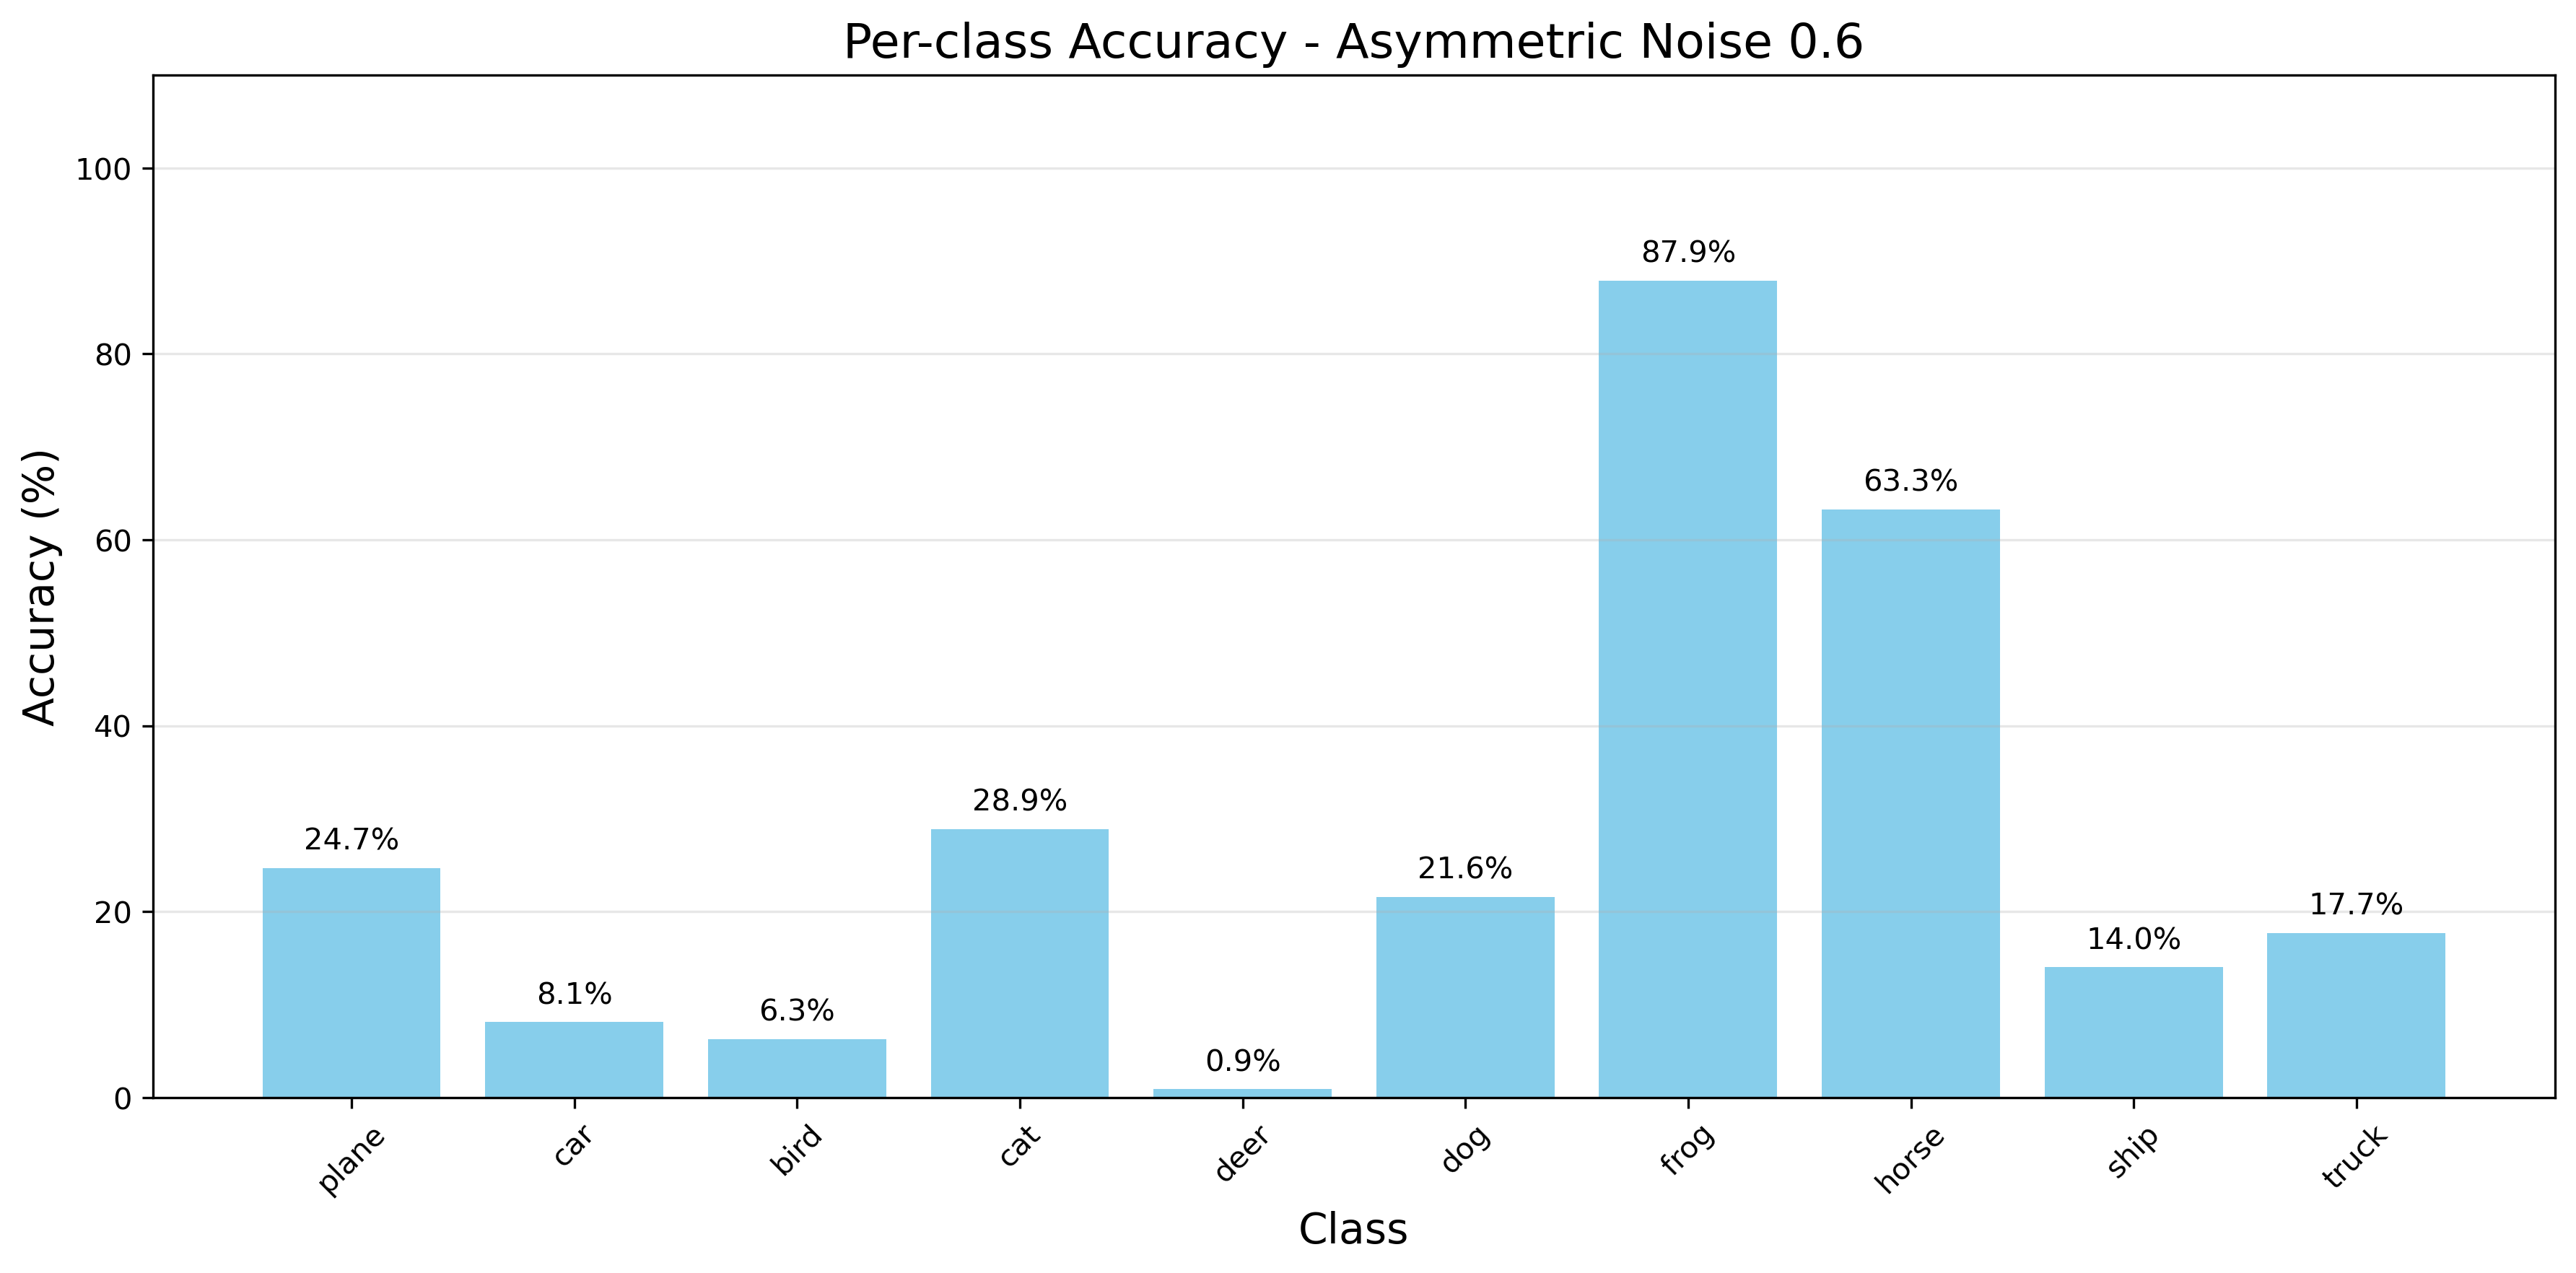 Per-class Accuracy - Asymmetric Noise 0.6
Accuracy (%)
100
80
60
40
20
0
24.7%
8.1%
6.3%
28.9%
0.9%
21.6%
87.9%
63.3%
14.0%
17.7%
plane
car
bird
cat
deer
dog
frog
horse
ship
truck
Class